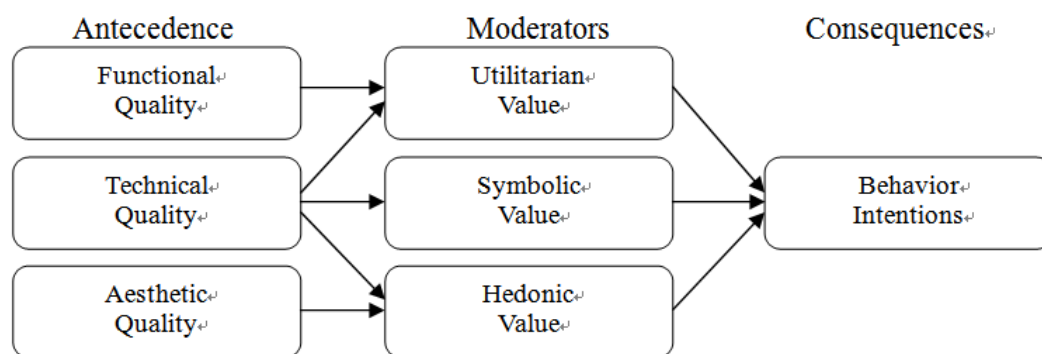 Antecedence
Moderators
Consequences
Functional
Quality
Utilitarian
Value
Technical
Quality
Symbolic
Value
Behavior
Intentions
Aesthetic
Quality
Hedonic
Value